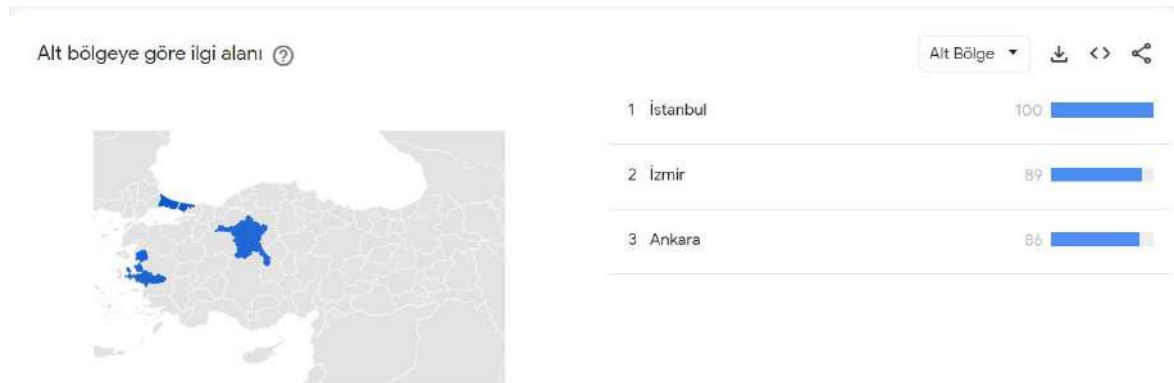 Alt bölgeye göre ilgi alanı
Alt Bölge
1 İstanbul 100
2 İzmir 89
3 Ankara 86